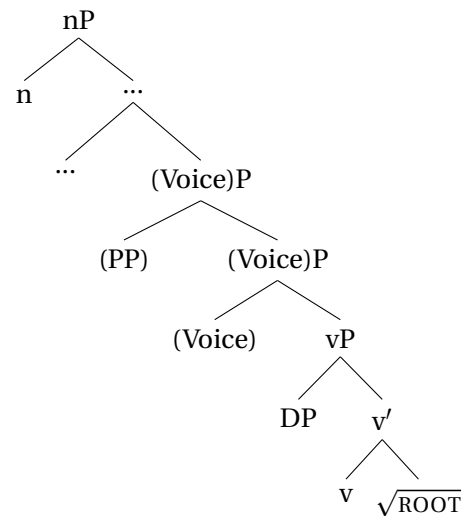 nP
n ...
... (Voice)P
(PP) (Voice)P
(Voice) vP
DP v′
v √ROOT